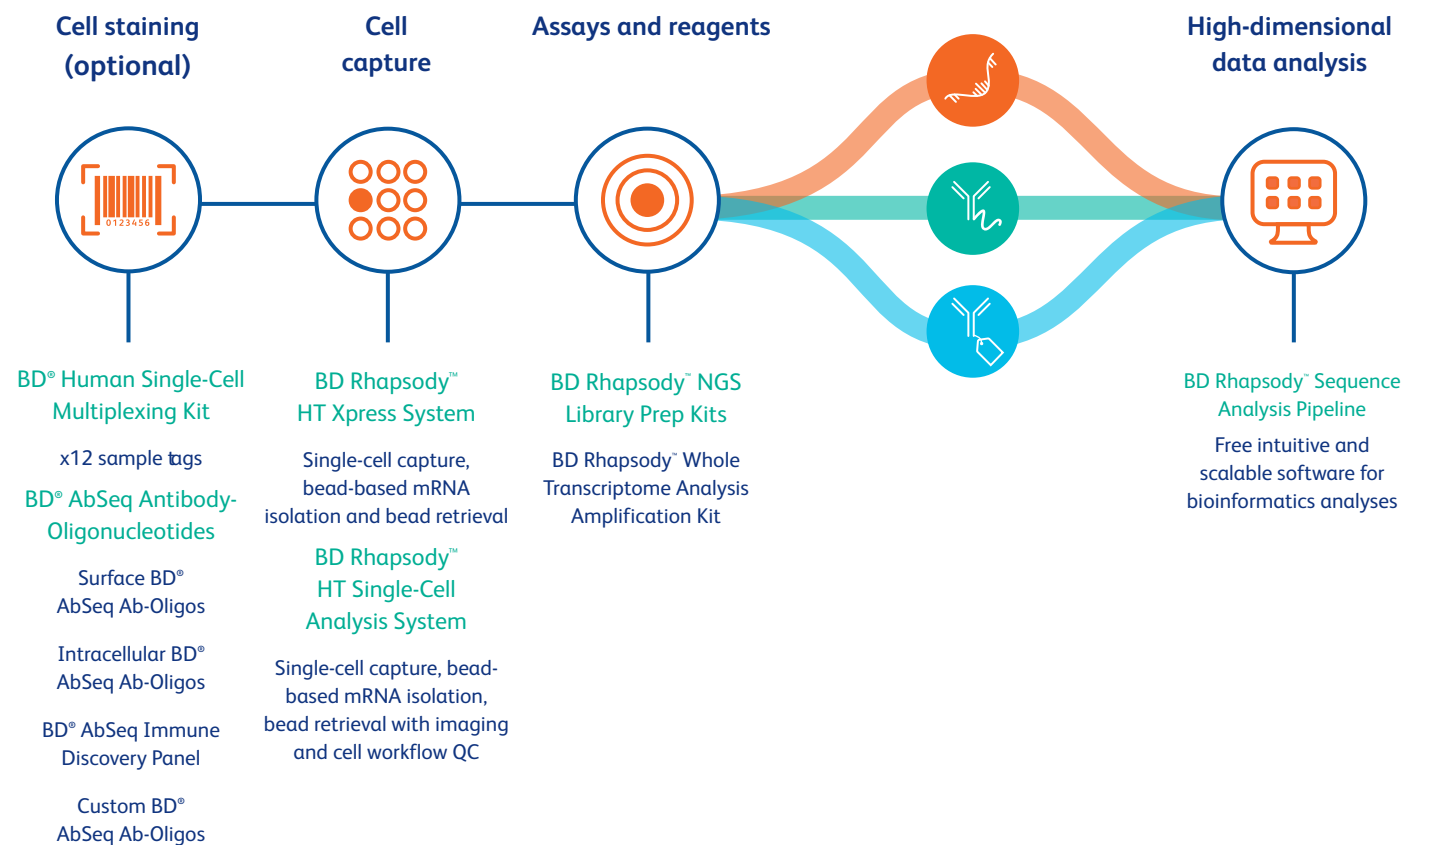 Cell staining
(optional)
BD® Human Single-Cell
Multiplexing Kit
x12 sample tags
BD® AbSeq Antibody-
Oligonucleotides
Surface BD®
AbSeq Ab-Oligos
Intracellular BD®
AbSeq Ab-Oligos
BD® AbSeq Immune
Discovery Panel
Custom BD®
AbSeq Ab-Oligos
0123456
Cell
capture
BD Rhapsody™
HT Xpress System
Single-cell capture,
bead-based mRNA
isolation and bead retrieval
BD Rhapsody™
HT Single-Cell
Analysis System
Single-cell capture, bead-
based mRNA isolation,
bead retrieval with imaging
and cell workflow QC
Assays and reagents
BD Rhapsody™ NGS
Library Prep Kits
BD Rhapsody™ Whole
Transcriptome Analysis
Amplification Kit
High-dimensional
data analysis
BD Rhapsody™ Sequence
Analysis Pipeline
Free intuitive and
scalable software for
bioinformatics analyses